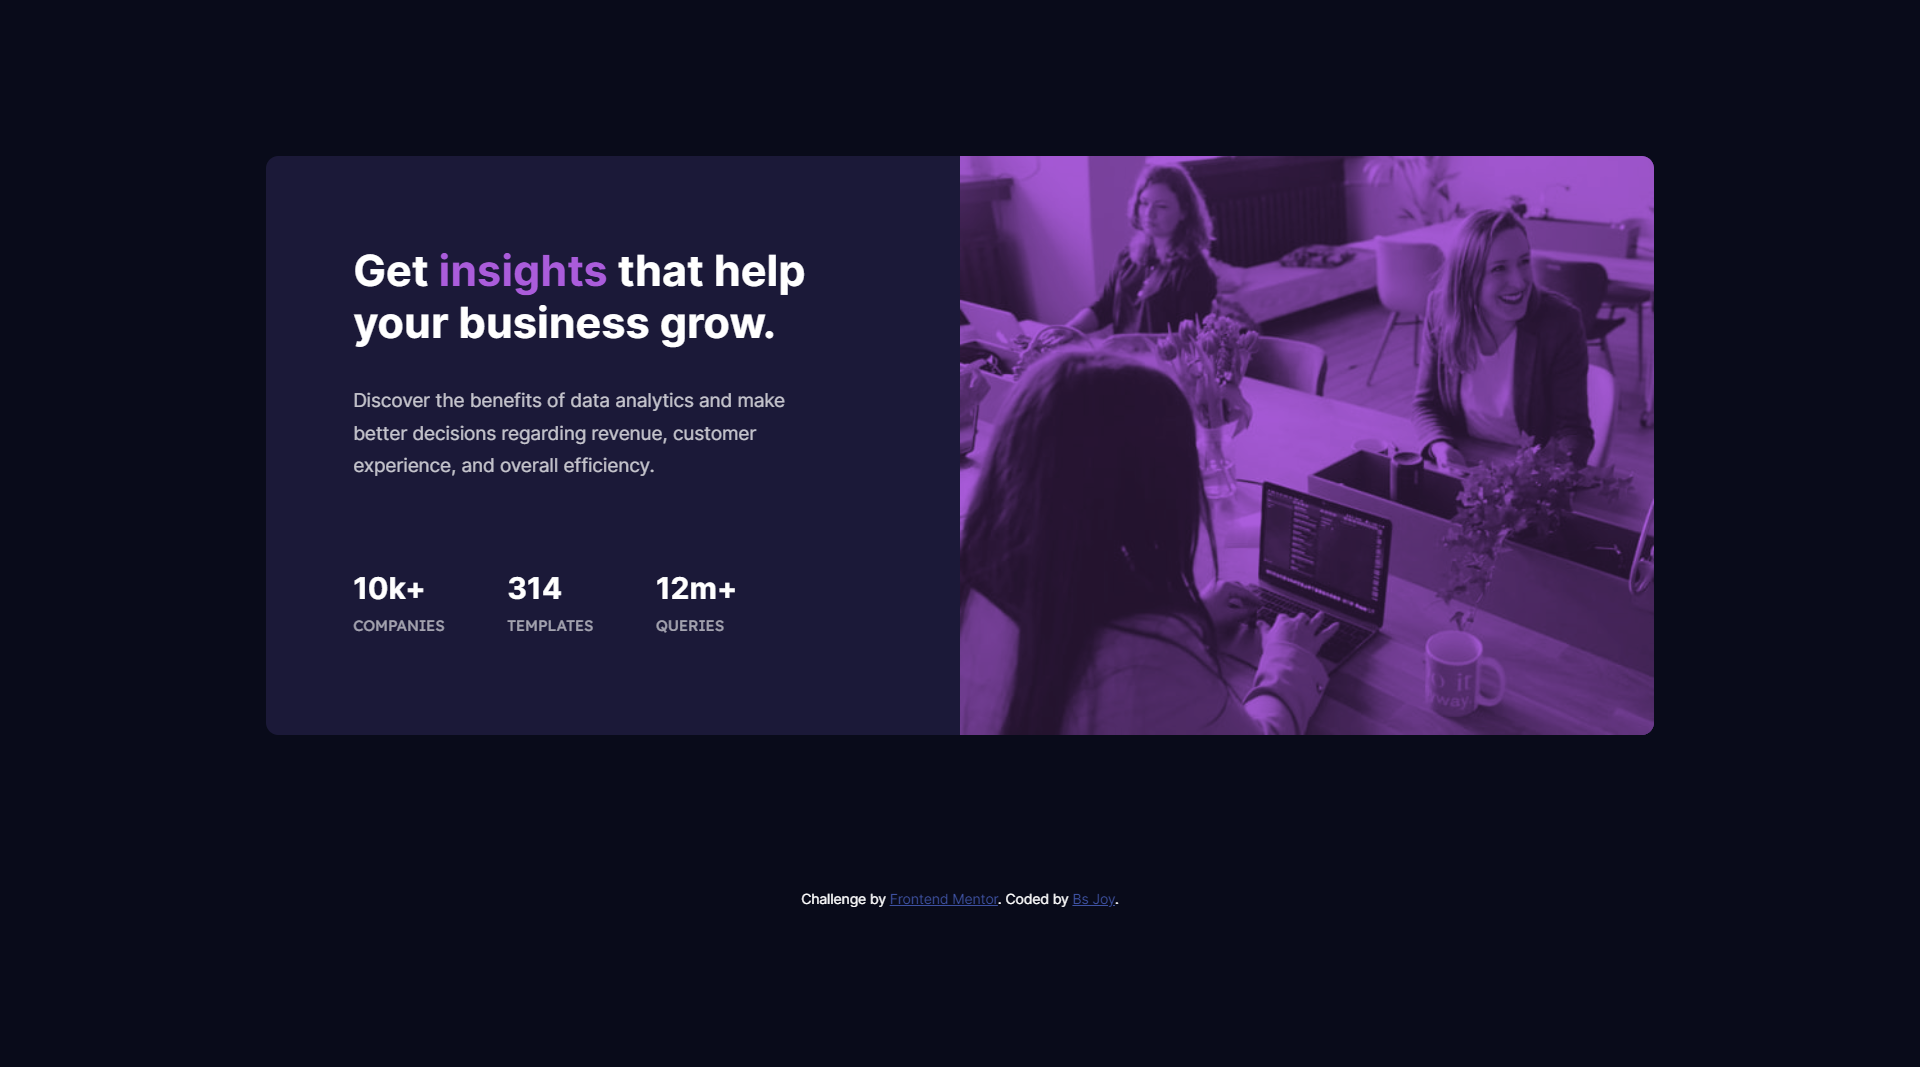 Get insights that help
your business grow.
Discover the benefits of data analytics and make
better decisions regarding revenue, customer
experience, and overall efficiency.
10k+ 314 12m+
COMPANIES TEMPLATES QUERIES
it
way.
Challenge by Frontend Mentor. Coded by Bs Joy.